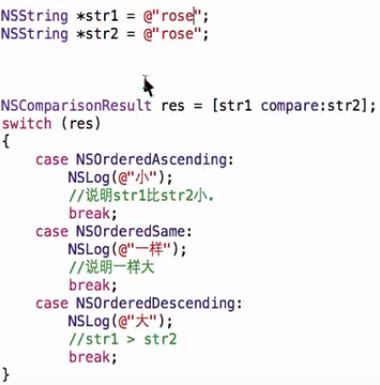 NSString *str1 = @"rose";
NSString *str2 = @"rose";
NSComparisonResult res = [str1 compare:str2];
switch (res)
{
case NSOrderedAscending:
NSLog(@"小");
//说明str1比str2小.
break;
case NSOrderedSame:
NSLog(@"一样");
//说明一样大
break;
case NSOrderedDescending:
NSLog(@"大");
//str1 > str2
break;
}